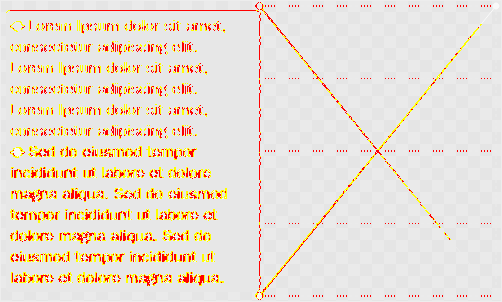 <> Lorem ipsum dolor sit amet,
consectetur adipiscing elit.
Lorem ipsum dolor sit amet,
consectetur adipiscing elit.
Lorem ipsum dolor sit amet,
consectetur adipiscing elit.
<> Sed do eiusmod tempor
incididunt ut labore et dolore
magna aliqua. Sed do eiusmod
tempor incididunt ut labore et
dolore magna aliqua. Sed do
eiusmod tempor incididunt ut
labore et dolore magna aliqua.